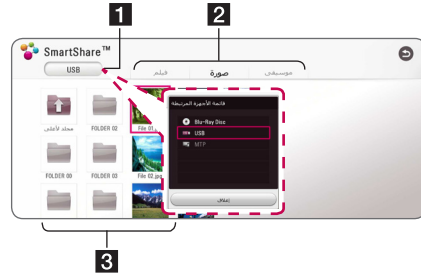 1
2
SmartShare™
USB
فيلم
صورة
موسيقى
قائمة الأجهزة المرتبطة
Blu-Ray Disc
USB
MTP
إغلاق
مجلد لأعلى
FOLDER 02
File 01.
FOLDER 00
FOLDER 03
File 02.jpg
3